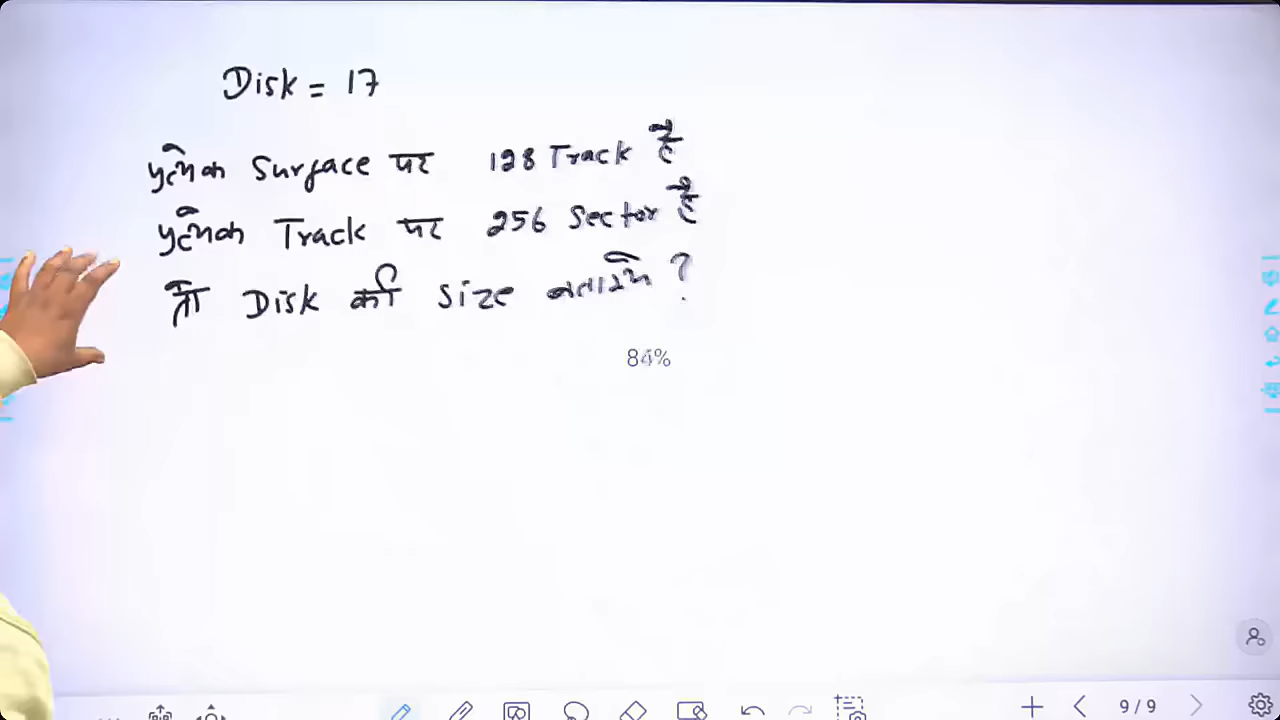 Disk = 17
प्रत्येक Surface पर 128 Track है
प्रत्येक Track पर 256 Sector है
तो Disk की Size बताइये ?
84%
9/9